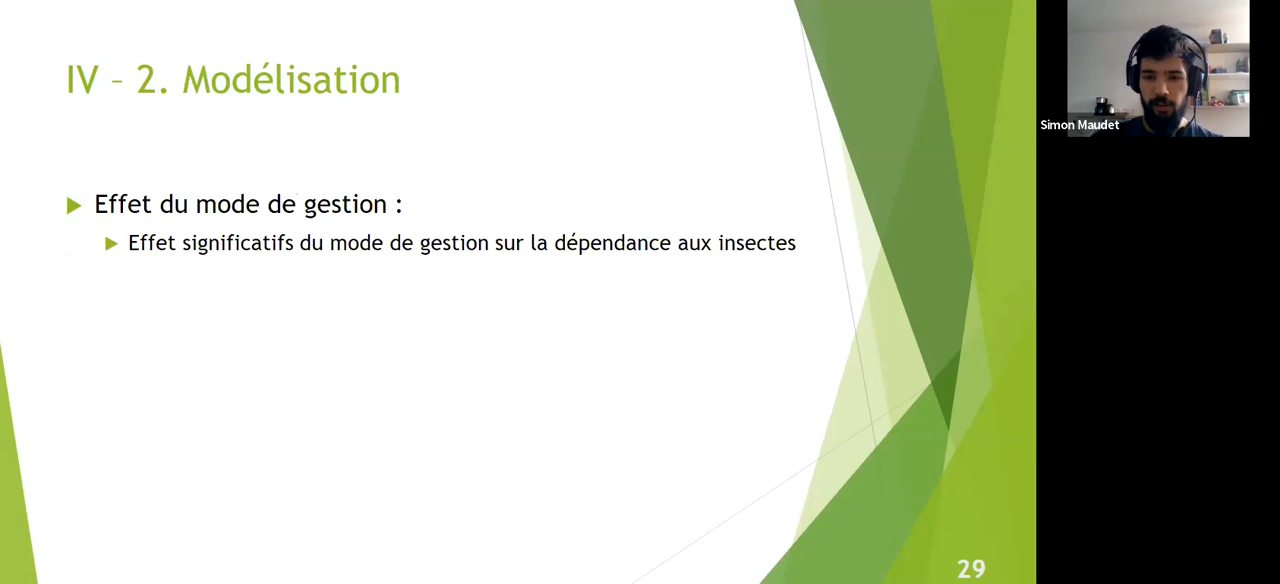 IV – 2. Modélisation
Effet du mode de gestion :
Effet significatifs du mode de gestion sur la dépendance aux insectes
29
Simon Maudet